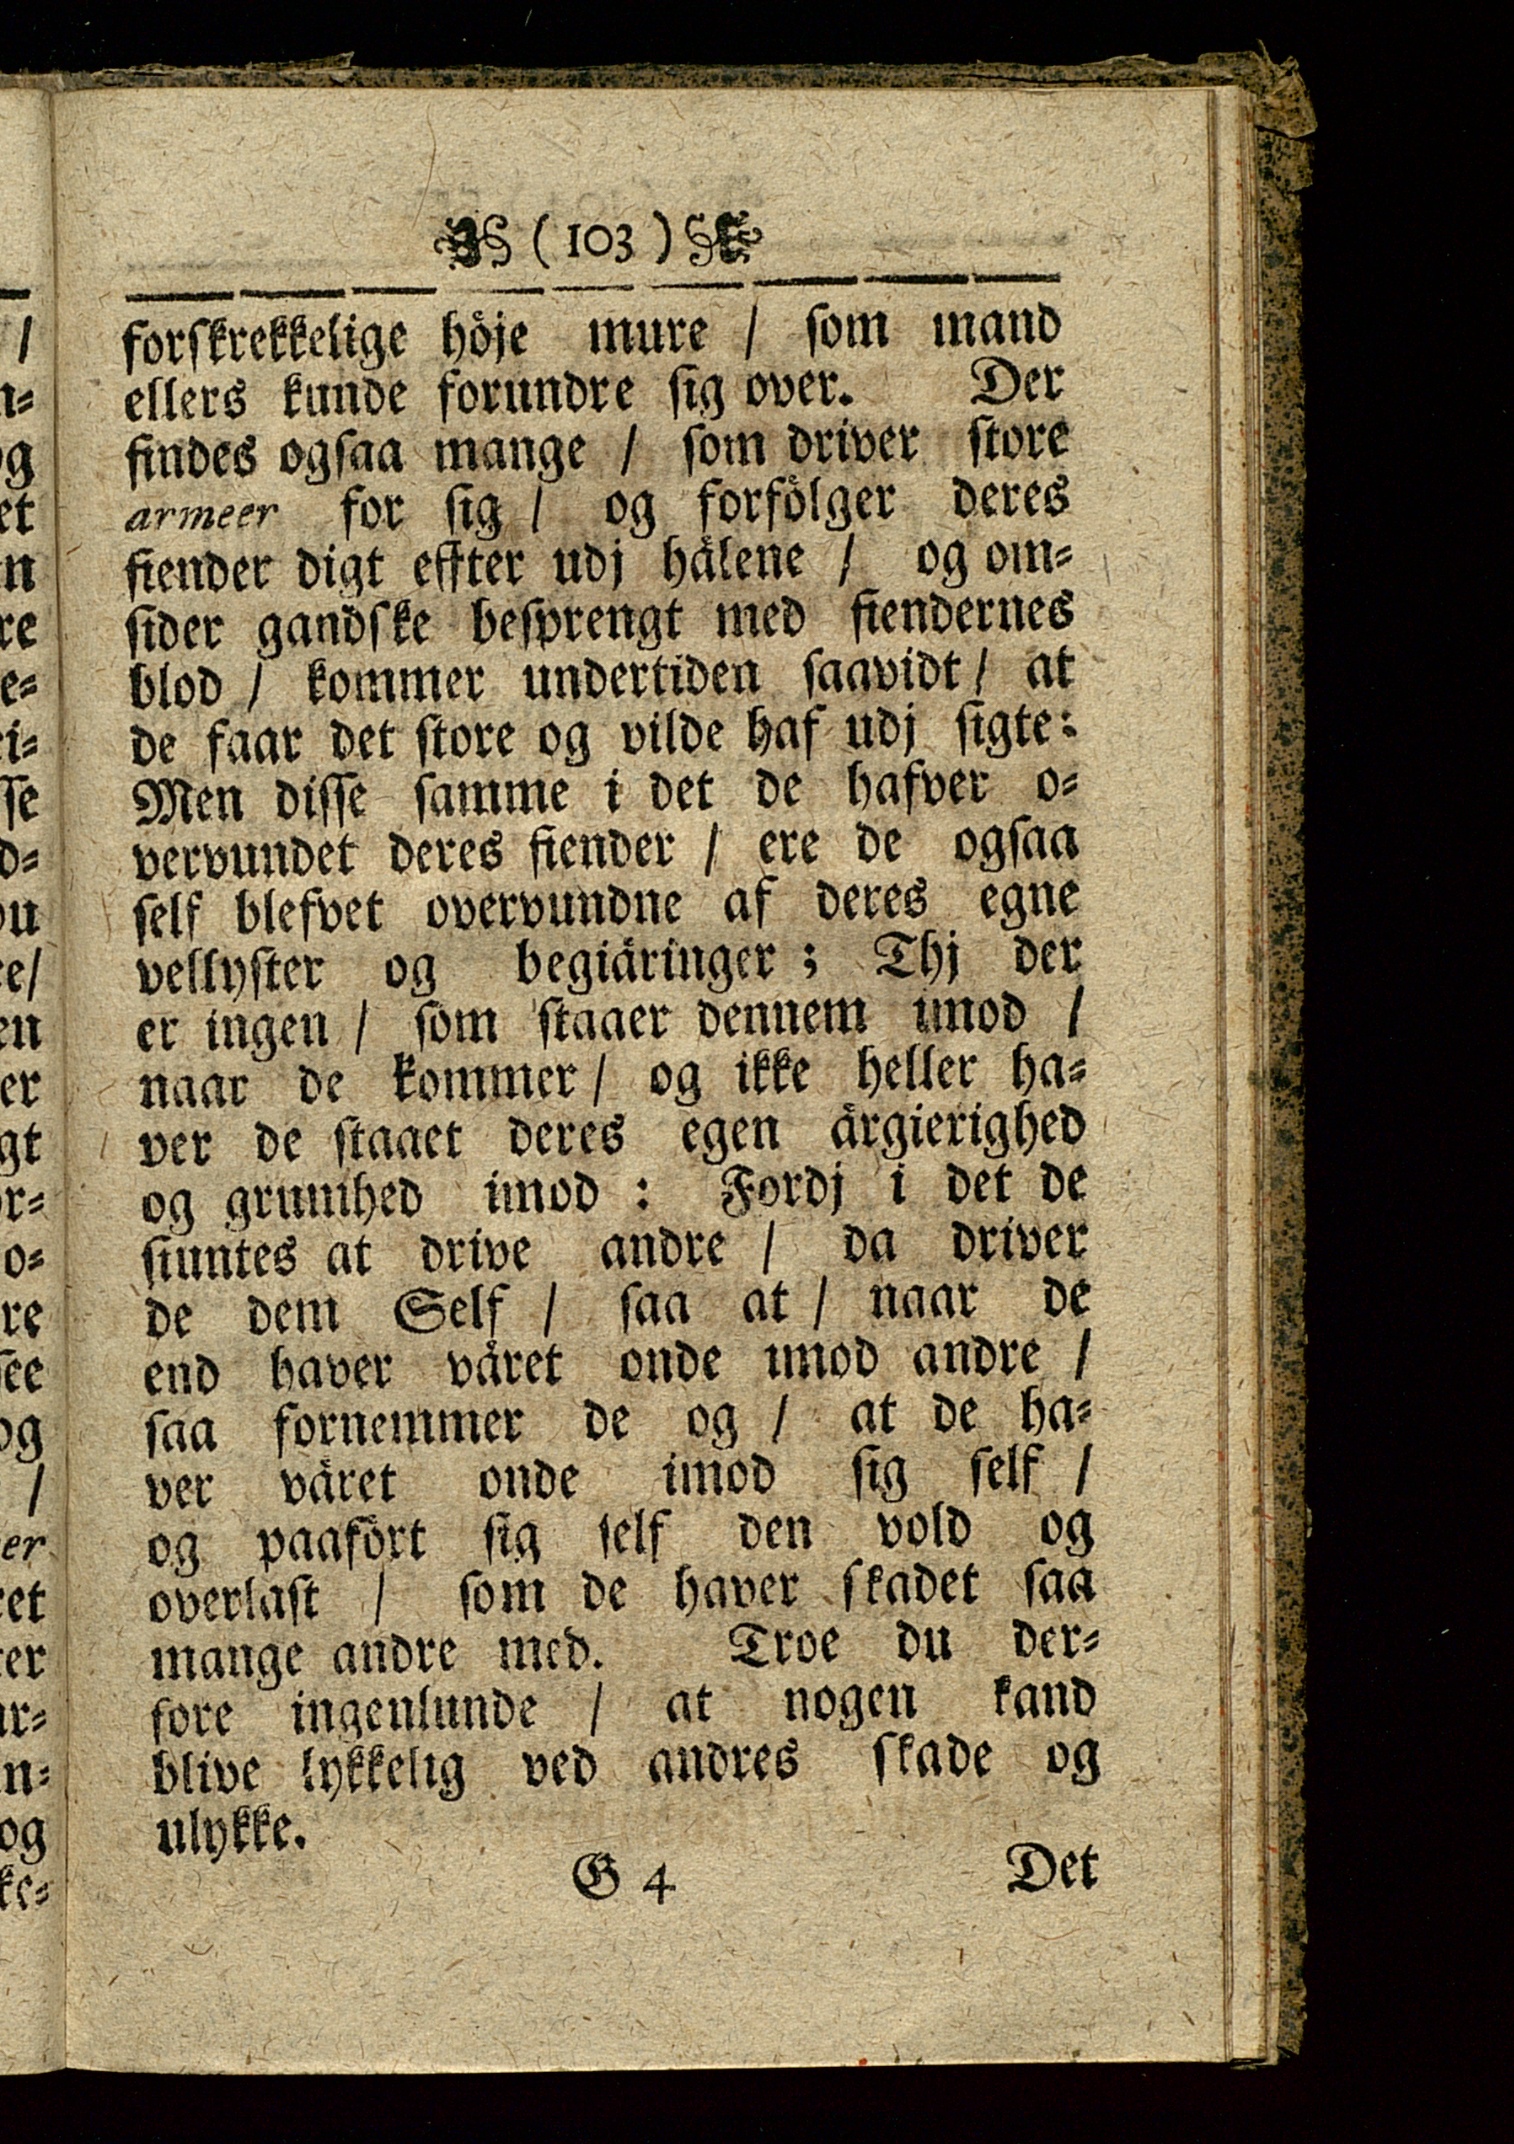 ( 103 )
forskrekkelige höje mure / som mand
ellers kunde forundre sig over. Der
findes ogsaa mange / som driver store
armeer for sig / og forfölger deres
fiender digt effter udj hälene / og om-
sider gandske besprengt med fiendernes
blod / kommer undertiden saavidt / at
de faar det store og vilde haf udj sigte:
Men disse samme i det de hafver o-
vervundet deres fiender / ere de ogsaa
self blefvet overvundne af deres egne
vellyster og begiäringer ; Thj der
er ingen / som staaer dennem imod /
naar de kommer / og ikke heller ha-
ver de staaet deres egen ärgierighed
og grumhed imod : Fordj i det de
siuntes at drive andre / da driver
de dem Self / saa at / naar de
end haver väret onde imod andre /
saa fornemmer de og / at de ha-
ver väret onde imod sig self /
og paafört sig self den vold og
overlast / som de haver skadet saa
mange andre med. Troe du der-
fore ingenlunde / at nogen kand
blive lykkelig ved andres skade og
ulykke.
G 4 Det